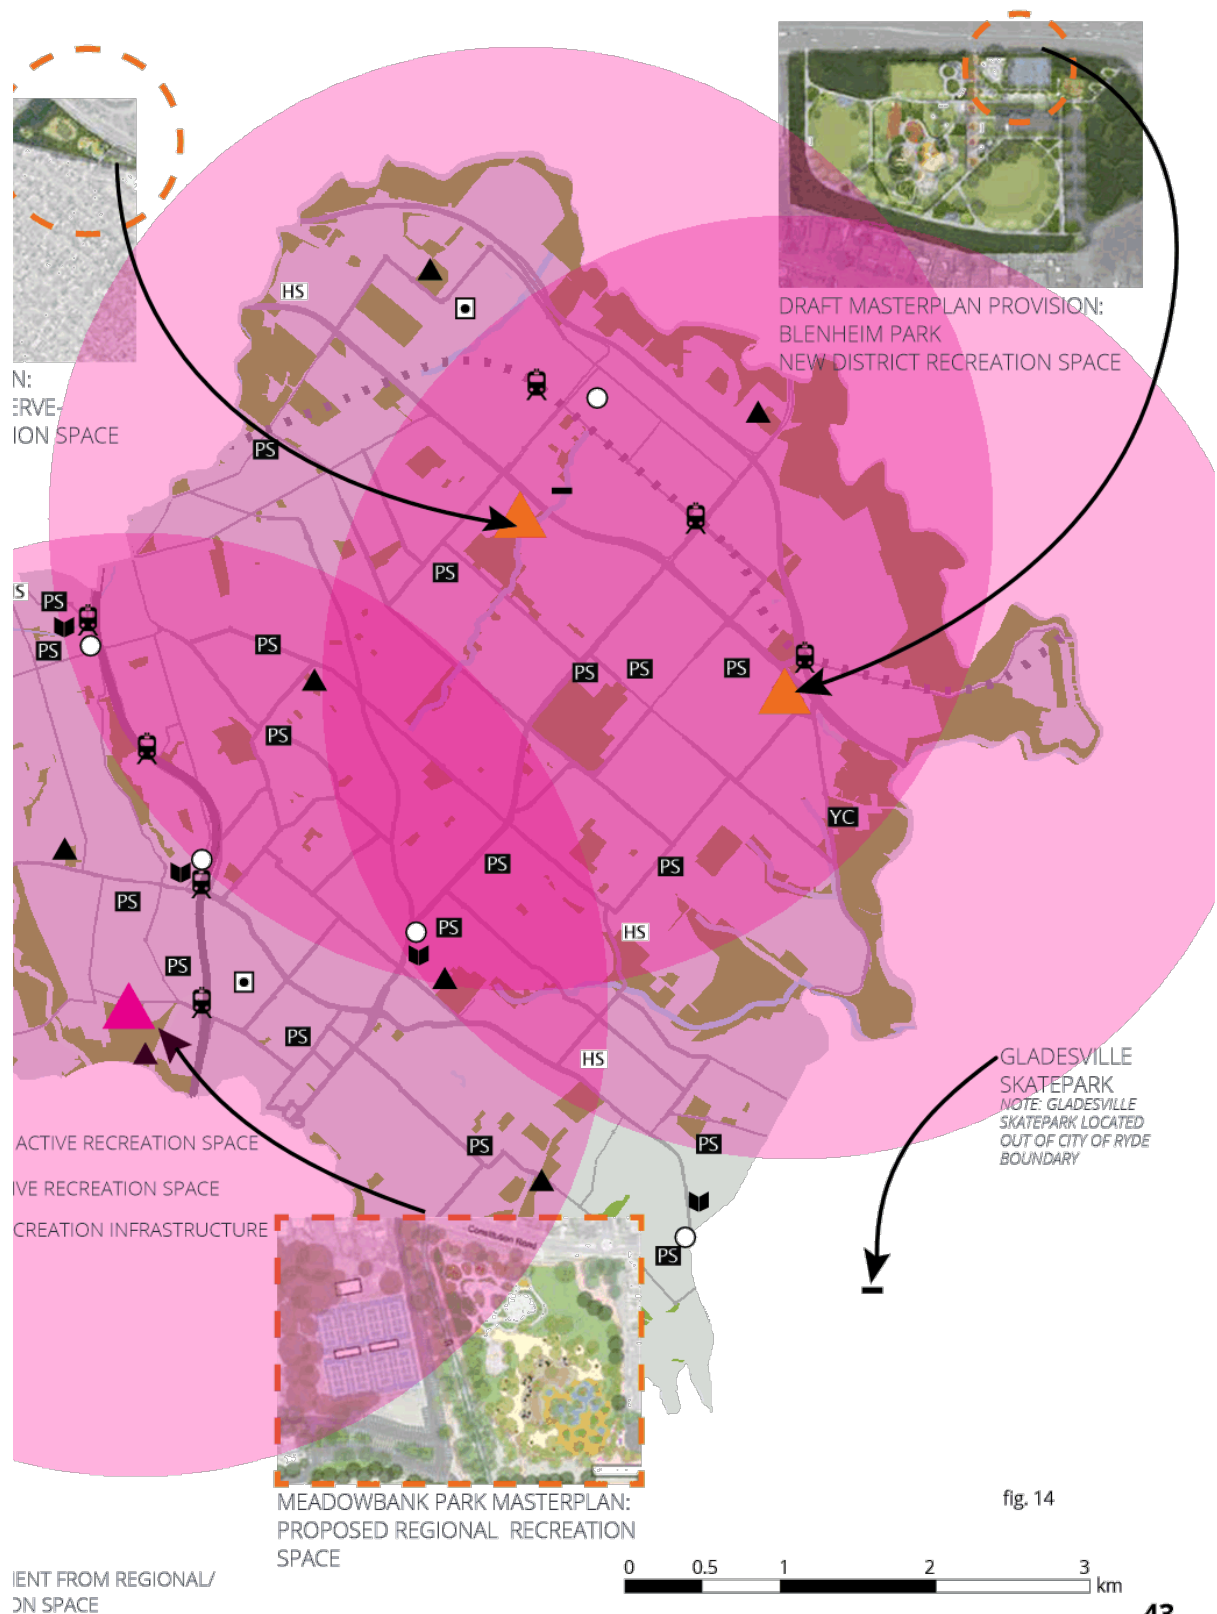 N:
ERVE-
ION SPACE
DRAFT MASTERPLAN PROVISION:
BLENHEIM PARK
NEW DISTRICT RECREATION SPACE
HS
PS
PS
S
PS
PS
PS
PS
PS
PS
PS
YC
PS
PS
PS
PS
HS
PS
PS
HS
GLADESVILLE
SKATEPARK
NOTE: GLADESVILLE
SKATEPARK LOCATED
OUT OF CITY OF RYDE
BOUNDARY
PS
PS
ACTIVE RECREATION SPACE
IVE RECREATION SPACE
CREATION INFRASTRUCTURE
Constitution Road
PS
MEADOWBANK PARK MASTERPLAN:
PROPOSED REGIONAL RECREATION
SPACE
fig. 14
IENT FROM REGIONAL/
ON SPACE
0 0.5 1 2 3
km
43